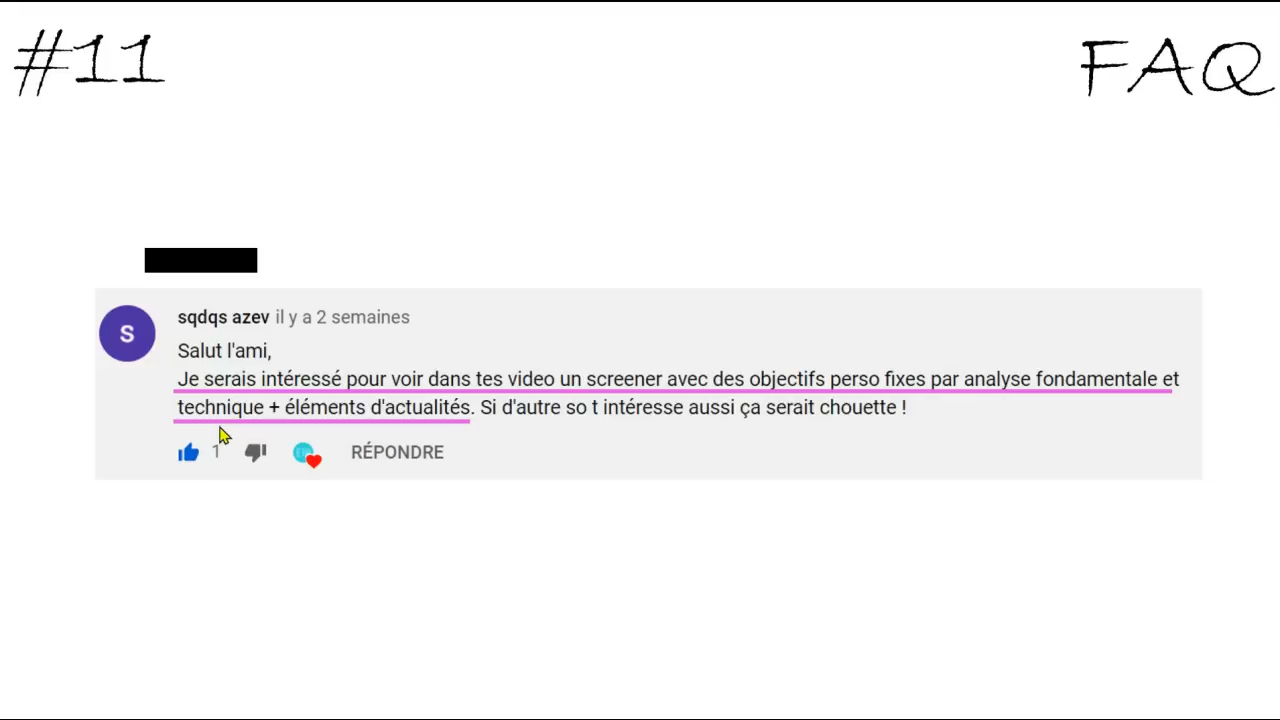 #11
FAQ
S
sqdqs azev il y a 2 semaines
Salut l'ami,
Je serais intéressé pour voir dans tes video un screener avec des objectifs perso fixes par analyse fondamentale et
technique + éléments d'actualités. Si d'autre so t intéresse aussi ça serait chouette !
1 RÉPONDRE